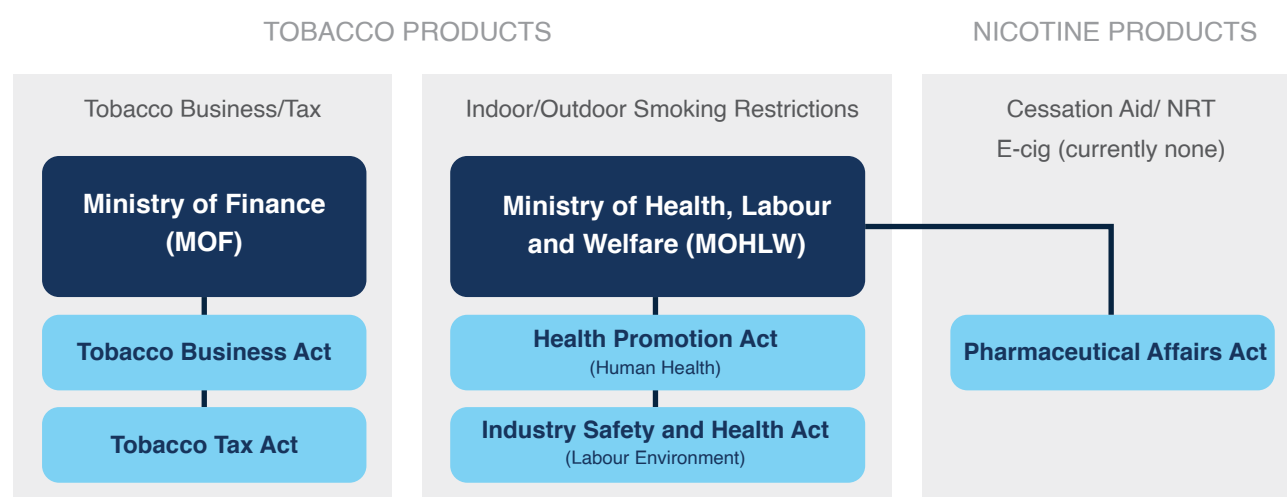 TOBACCO PRODUCTS
NICOTINE PRODUCTS
Tobacco Business/Tax
Ministry of Finance
(MOF)
Tobacco Business Act
Tobacco Tax Act
Indoor/Outdoor Smoking Restrictions
Ministry of Health, Labour
and Welfare (MOHLW)
Health Promotion Act
(Human Health)
Industry Safety and Health Act
(Labour Environment)
Cessation Aid/ NRT
E-cig (currently none)
Pharmaceutical Affairs Act